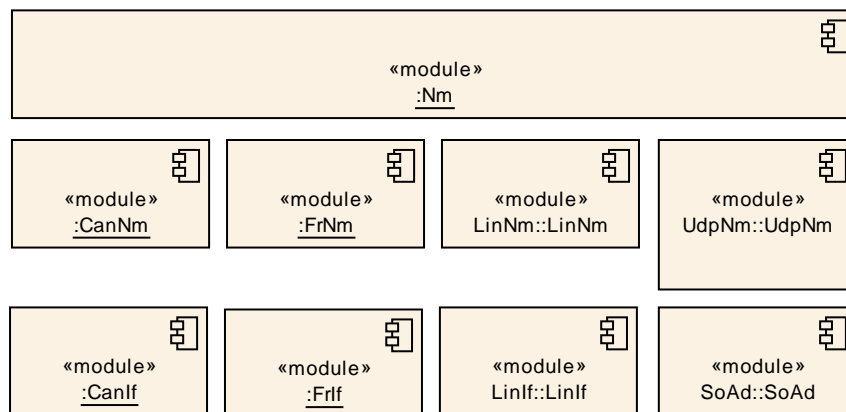 «module»
:Nm
«module»
:CanNm
«module»
:FrNm
«module»
LinNm::LinNm
«module»
UdpNm::UdpNm
«module»
:CanIf
«module»
:FrIf
«module»
LinIf::LinIf
«module»
SoAd::SoAd